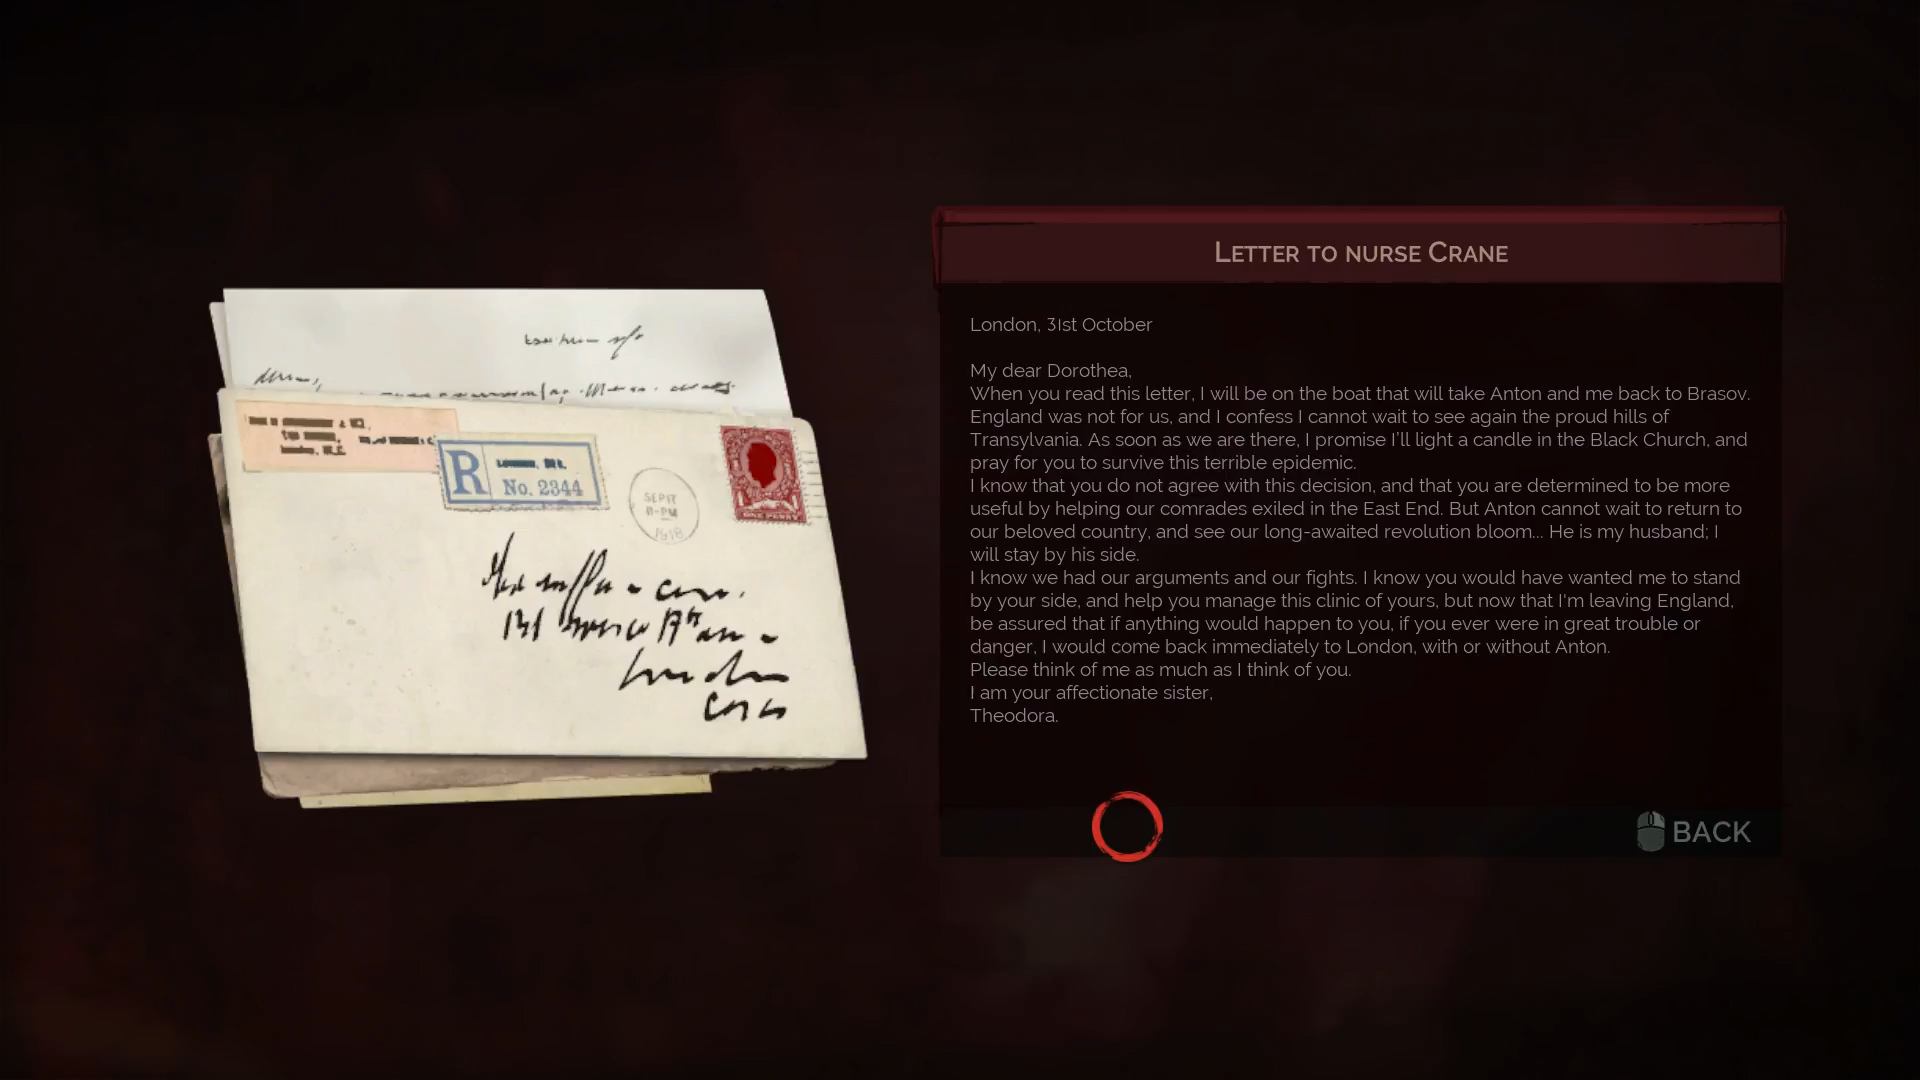 R
No. 2344
SEP 17
11-PM
1918
ONE PENNY
LETTER TO NURSE CRANE
London, 31st October
My dear Dorothea,
When you read this letter, I will be on the boat that will take Anton and me back to Brasov.
England was not for us, and I confess I cannot wait to see again the proud hills of
Transylvania. As soon as we are there, I promise I'll light a candle in the Black Church, and
pray for you to survive this terrible epidemic.
I know that you do not agree with this decision, and that you are determined to be more
useful by helping our comrades exiled in the East End. But Anton cannot wait to return to
our beloved country, and see our long-awaited revolution bloom... He is my husband; I
will stay by his side.
I know we had our arguments and our fights. I know you would have wanted me to stand
by your side, and help you manage this clinic of yours, but now that I'm leaving England,
be assured that if anything would happen to you, if you ever were in great trouble or
danger, I would come back immediately to London, with or without Anton.
Please think of me as much as I think of you.
I am your affectionate sister,
Theodora.
BACK